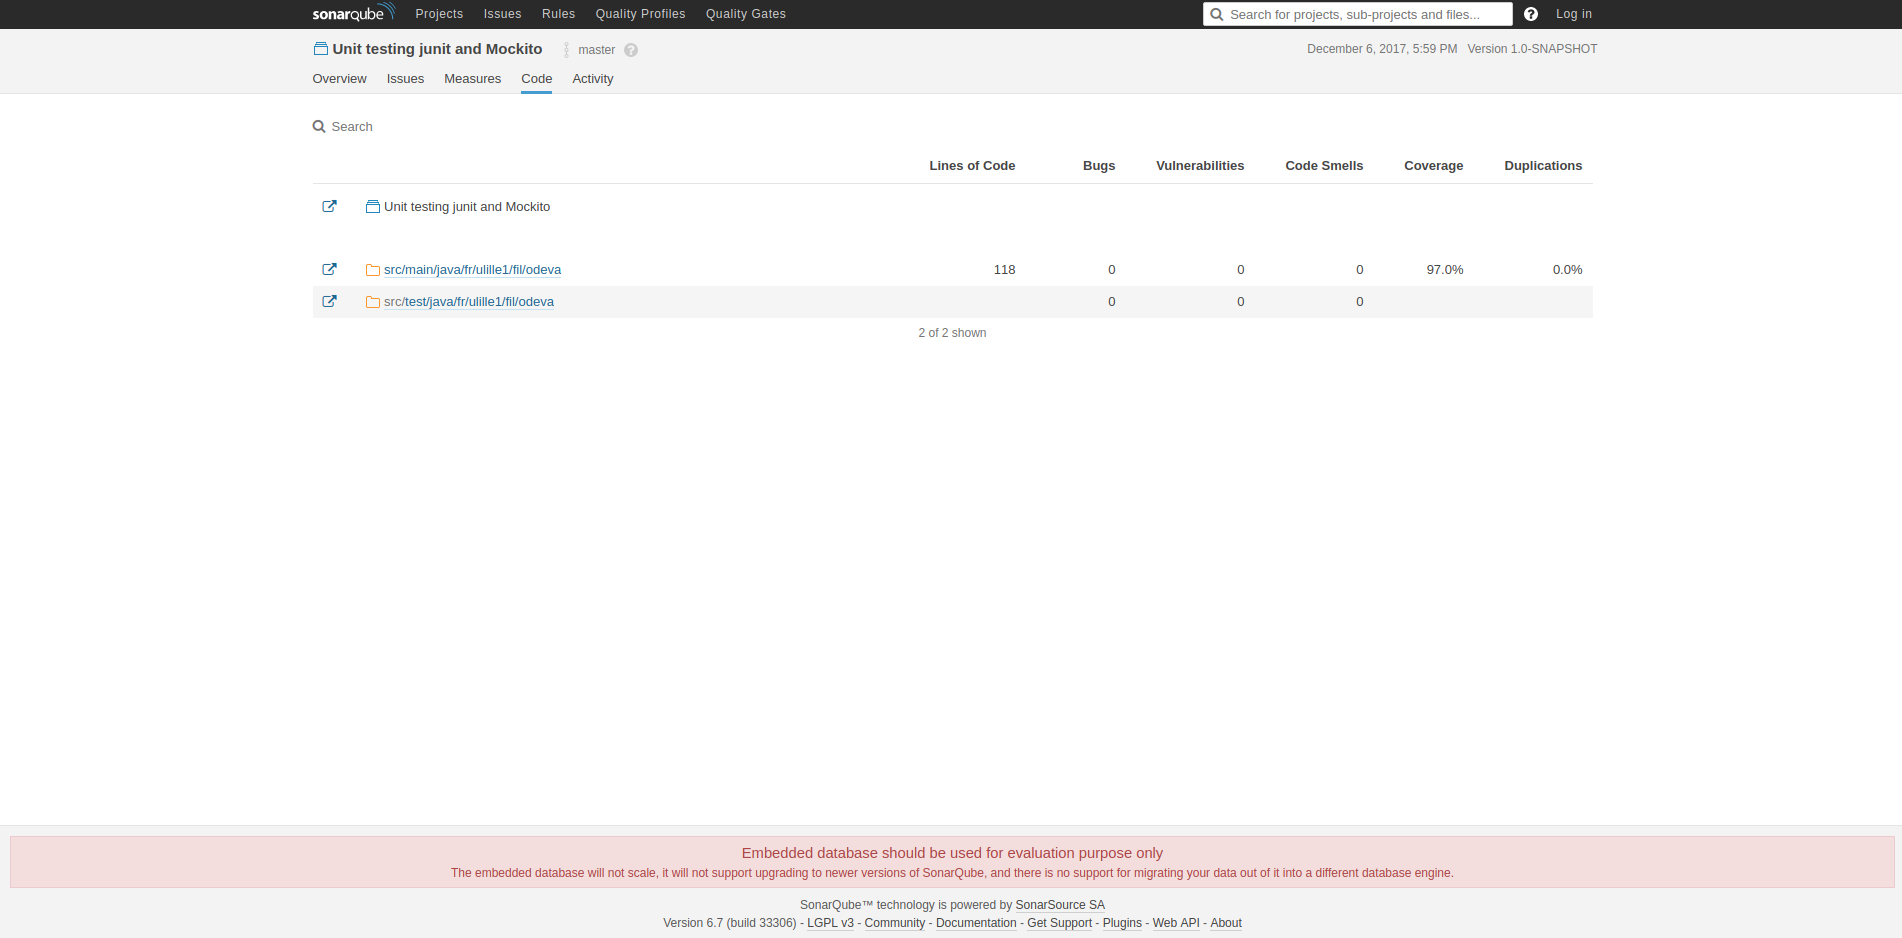 sonarqube Projects Issues Rules Quality Profiles Quality Gates Search for projects, sub-projects and files... Log in
Unit testing junit and Mockito master December 6, 2017, 5:59 PM Version 1.0-SNAPSHOT
Overview Issues Measures Code Activity
Search
Lines of Code Bugs Vulnerabilities Code Smells Coverage Duplications
Unit testing junit and Mockito
src/main/java/fr/ulille1/fil/odeva 118 0 0 0 97.0% 0.0%
src/test/java/fr/ulille1/fil/odeva 0 0 0
2 of 2 shown
Embedded database should be used for evaluation purpose only
The embedded database will not scale, it will not support upgrading to newer versions of SonarQube, and there is no support for migrating your data out of it into a different database engine.
SonarQube™ technology is powered by SonarSource SA
Version 6.7 (build 33306) - LGPL v3 - Community - Documentation - Get Support - Plugins - Web API - About